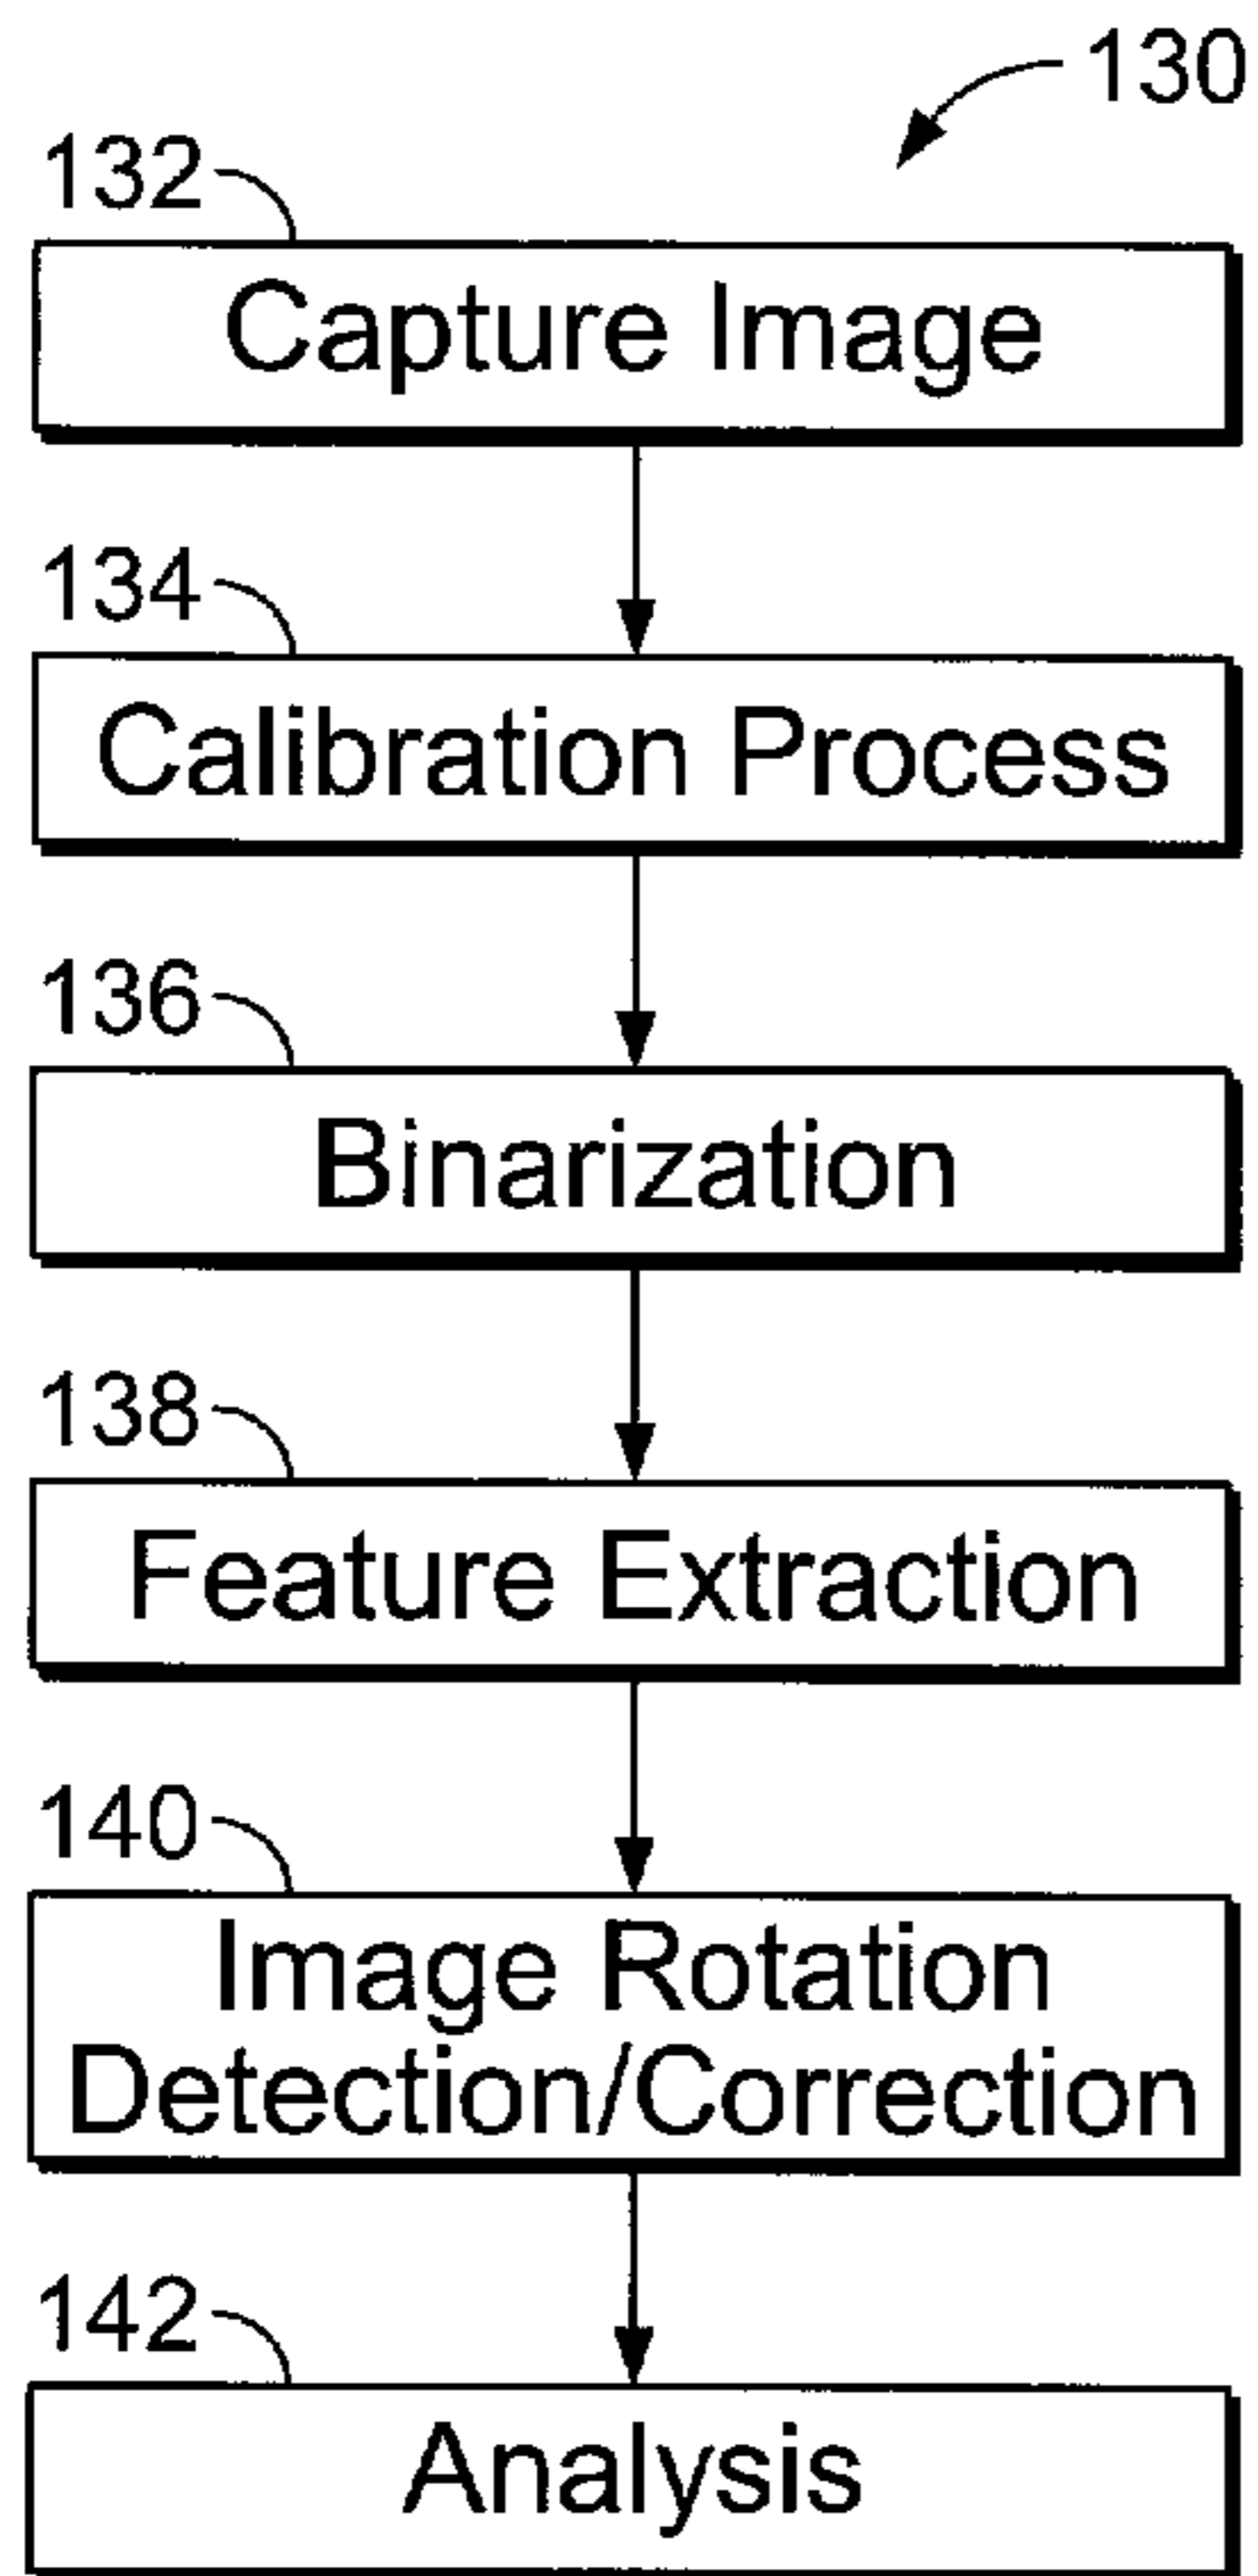 130
132
Capture Image
134
Calibration Process
136
Binarization
138
Feature Extraction
140
Image Rotation
Detection/Correction
142
Analysis